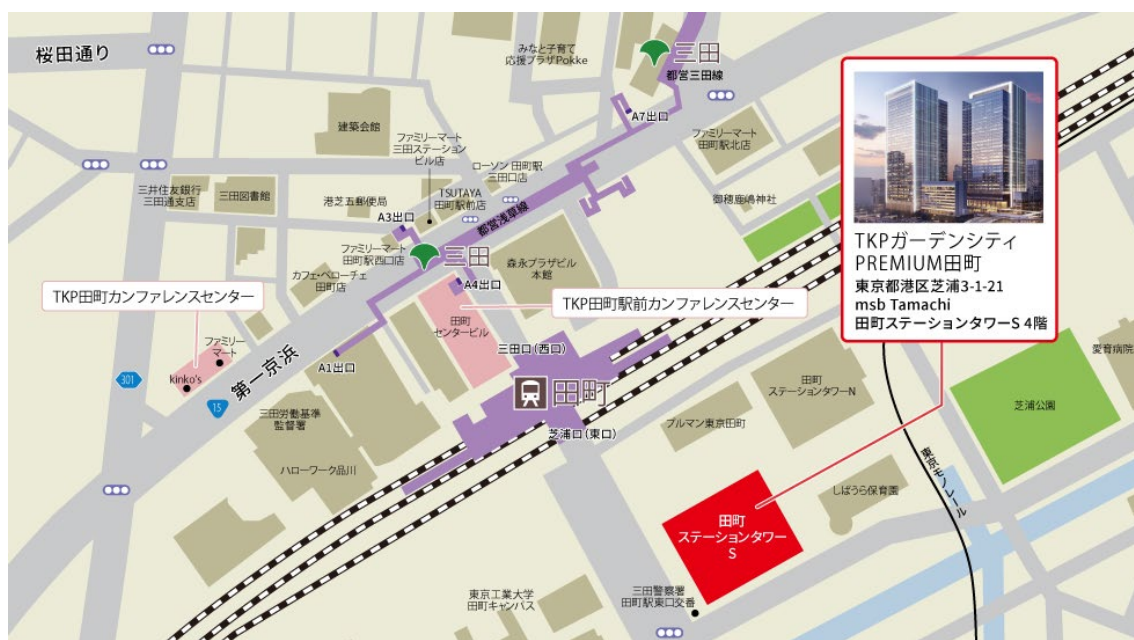 桜田通り
みなと子育て
応援プラザPokke
三田
都営三田線
A7出口
建築会館
ファミリーマート
三田ステーション
ビル店
ローソン 田町駅
三田口店
ファミリーマート
田町駅北店
三井住友銀行
三田通支店
三田図書館
港芝五郵便局
TSUTAYA
田町駅前店
御穂鹿嶋神社
A3出口
都営浅草線
ファミリーマート
田町駅西口店
三田
森永プラザビル
本館
カフェ・ベローチェ
田町店
A4出口
TKP田町カンファレンスセンター
TKP田町駅前カンファレンスセンター
田町
センタービル
TKPガーデンシティ
PREMIUM田町
東京都港区芝浦3-1-21
msb Tamachi
田町ステーションタワーS 4階
ファミリー
マート
三田口(西口)
A1出口
愛育病院
301
kinko's
第一京浜
15
田町
田町
ステーションタワーN
芝浦公園
三田労働基準
監督署
プルマン東京田町
芝浦口(東口)
東京モノレール
ハローワーク品川
しばうら保育園
田町
ステーションタワー
S
東京工業大学
田町キャンパス
三田警察署
田町駅東口交番